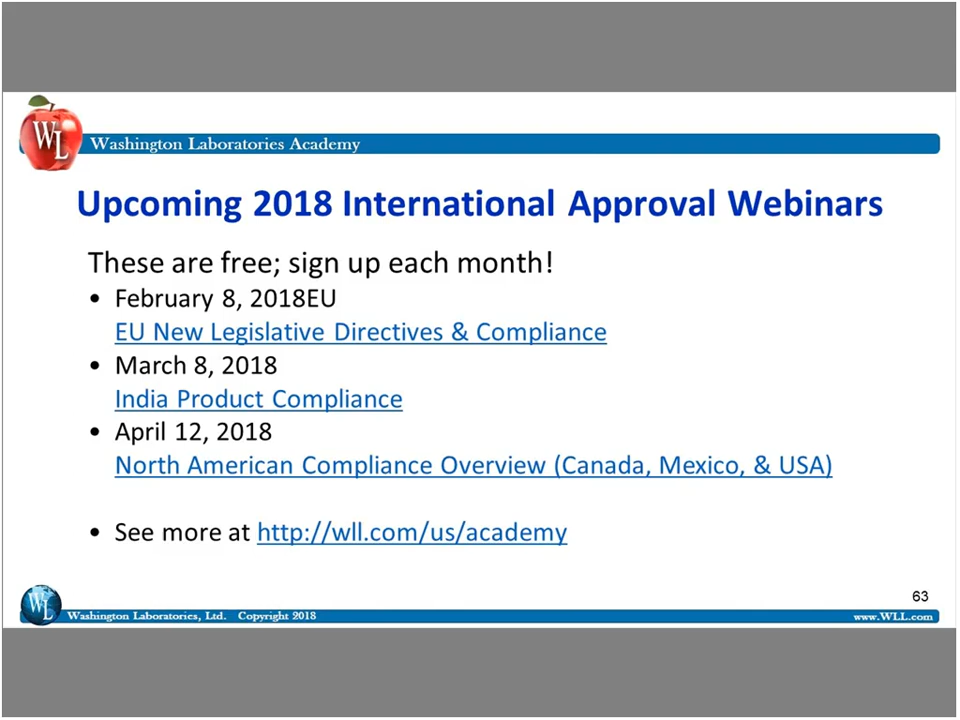 WL
Washington Laboratories Academy
Upcoming 2018 International Approval Webinars
These are free; sign up each month!
• February 8, 2018EU
EU New Legislative Directives & Compliance
• March 8, 2018
India Product Compliance
• April 12, 2018
North American Compliance Overview (Canada, Mexico, & USA)
• See more at http://wll.com/us/academy
63
WL
Washington Laboratories, Ltd. Copyright 2018
www.WLL.com